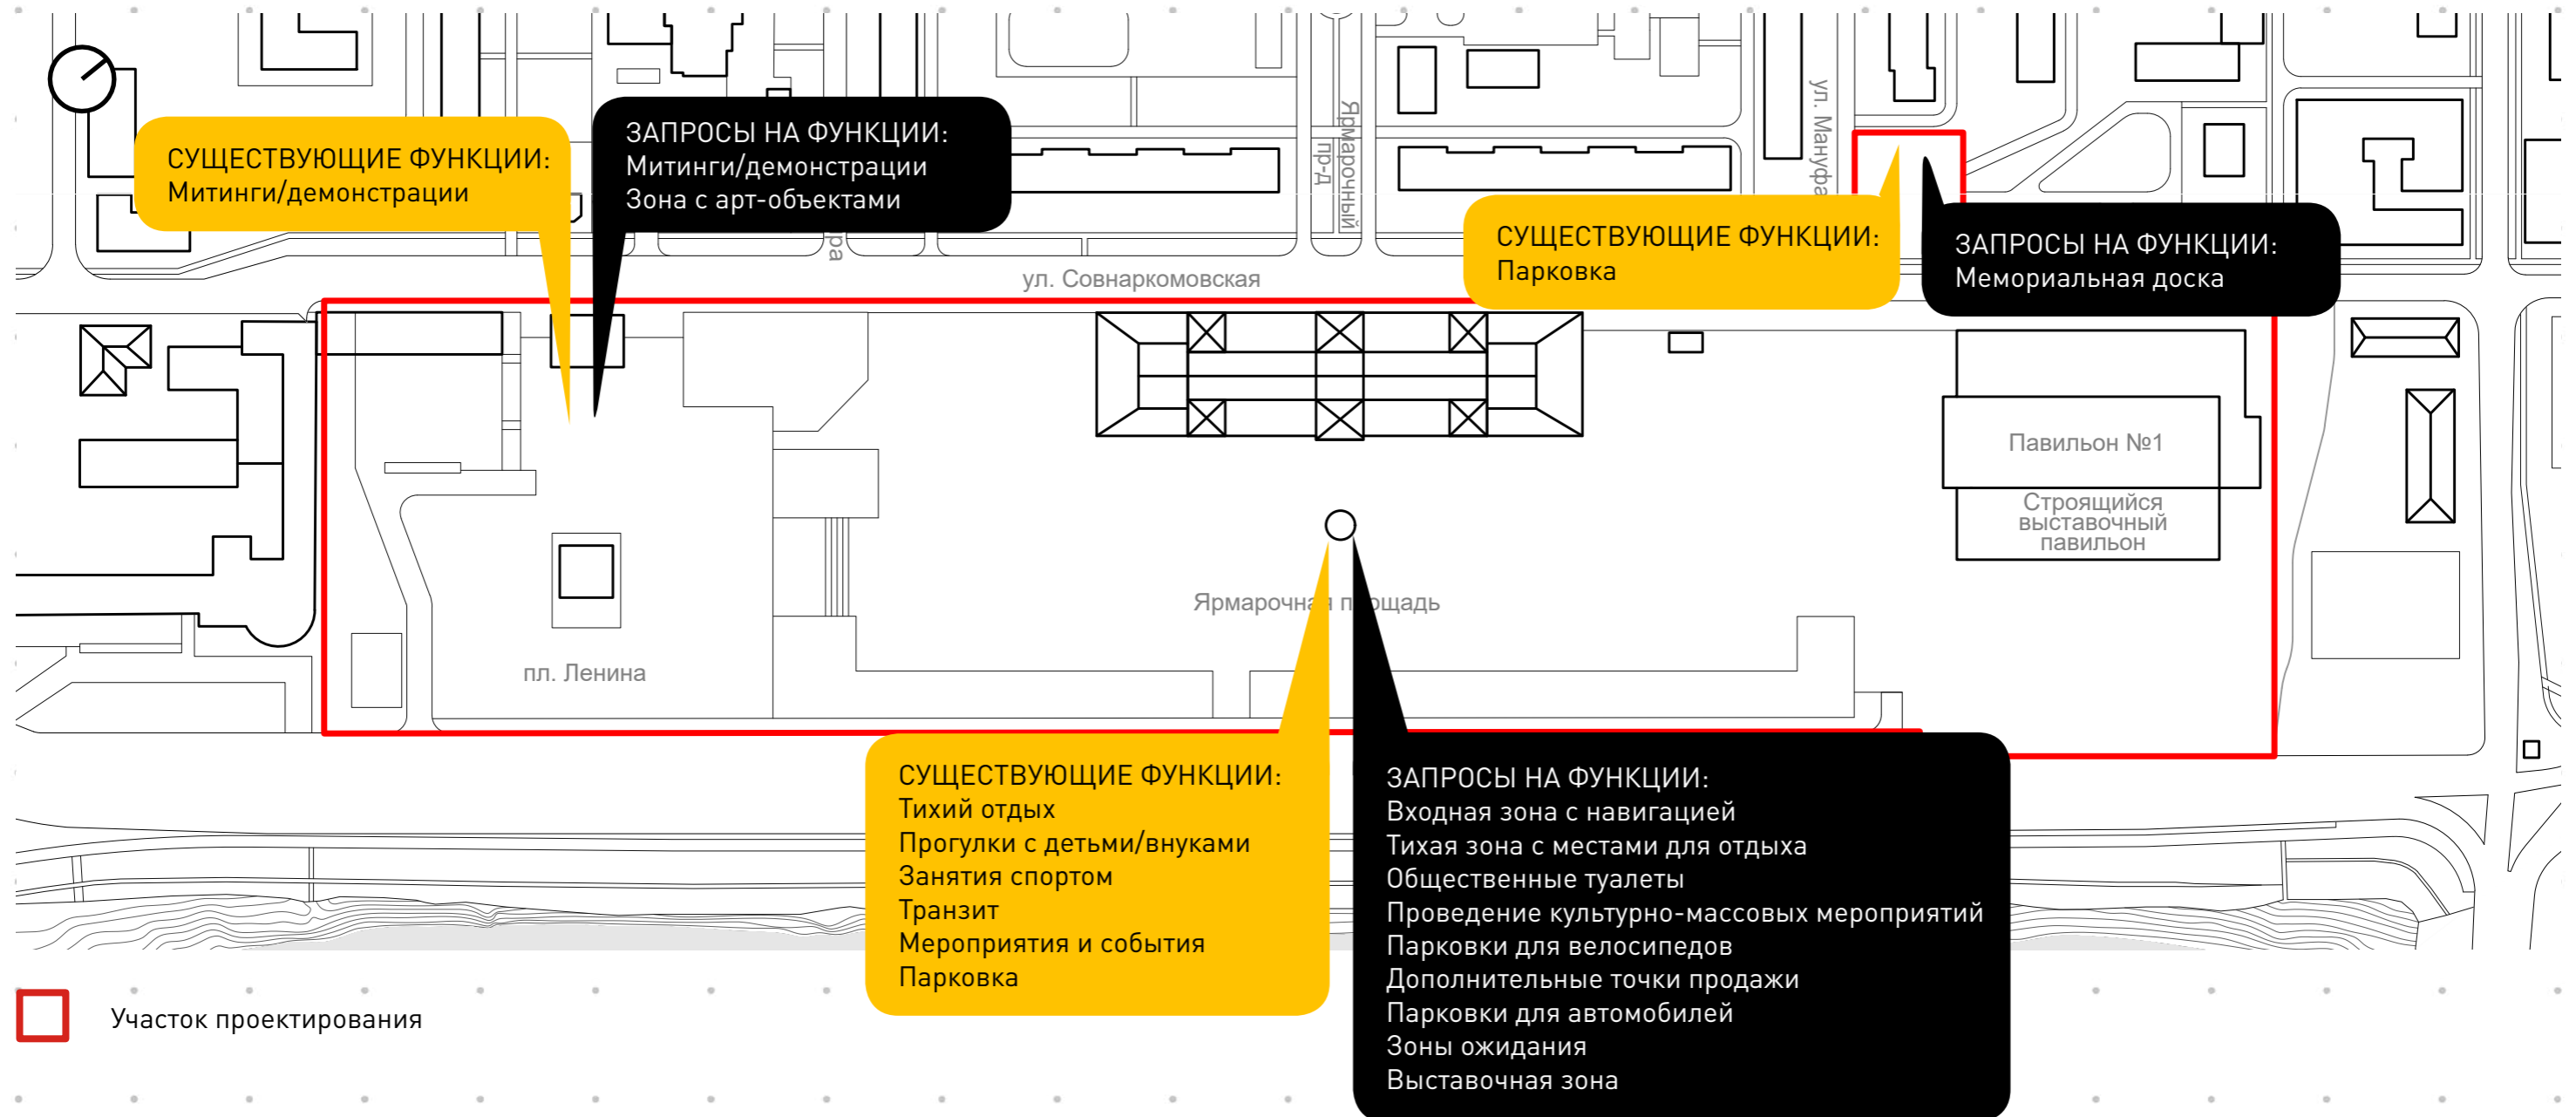 СУЩЕСТВУЮЩИЕ ФУНКЦИИ:
Митинги/демонстрации
ЗАПРОСЫ НА ФУНКЦИИ:
Митинги/демонстрации
Зона с арт-объектами
Ярмарочный
пр-д
ул. Мануфа
ра
СУЩЕСТВУЮЩИЕ ФУНКЦИИ:
Парковка
ЗАПРОСЫ НА ФУНКЦИИ:
Мемориальная доска
ул. Совнаркомовская
Павильон №1
Строящийся
выставочный
павильон
Ярмарочная площадь
пл. Ленина
СУЩЕСТВУЮЩИЕ ФУНКЦИИ:
Тихий отдых
Прогулки с детьми/внуками
Занятия спортом
Транзит
Мероприятия и события
Парковка
ЗАПРОСЫ НА ФУНКЦИИ:
Входная зона с навигацией
Тихая зона с местами для отдыха
Общественные туалеты
Проведение культурно-массовых мероприятий
Парковки для велосипедов
Дополнительные точки продажи
Парковки для автомобилей
Зоны ожидания
Выставочная зона
Участок проектирования